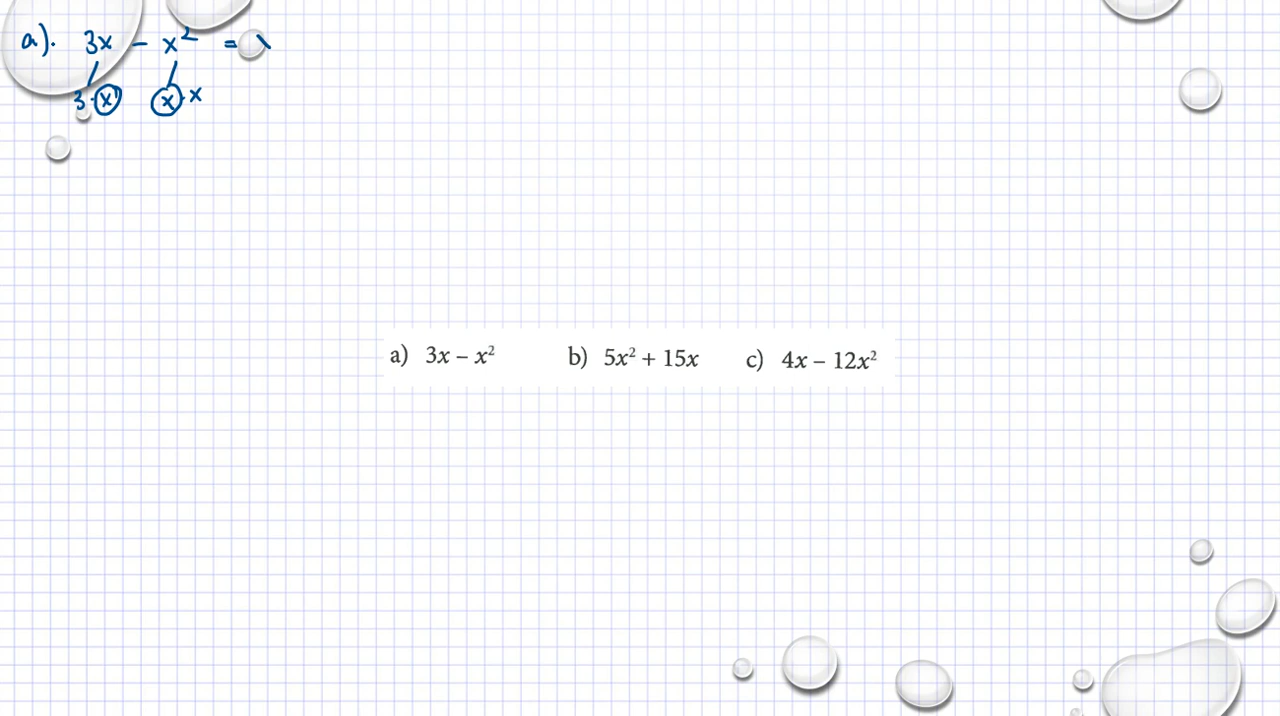 a). 3x - x² =
3·x x·x
a) 3x – x² b) 5x² + 15x c) 4x – 12x²